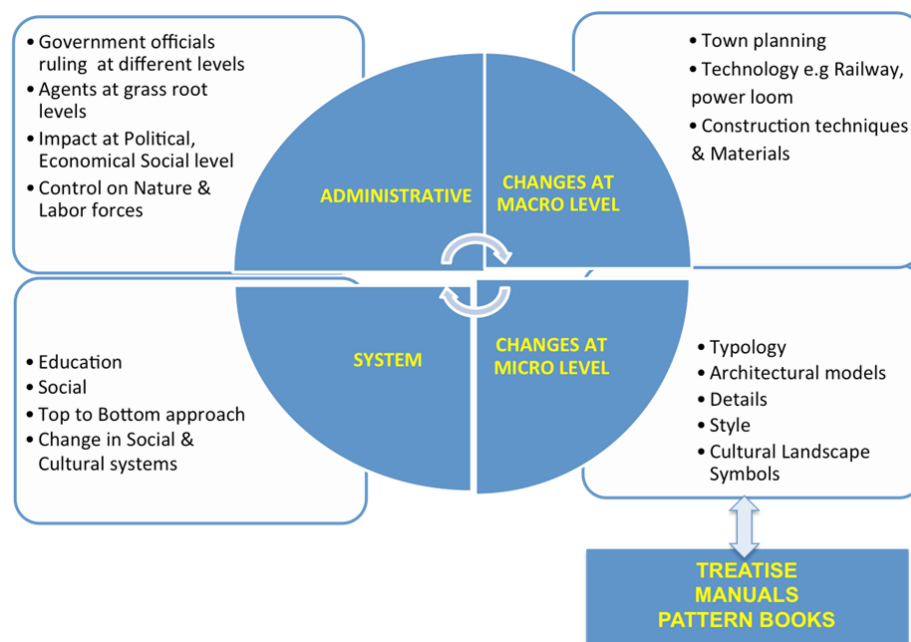 • Government officials
ruling at different levels
• Agents at grass root
levels
• Impact at Political,
Economical Social level
• Control on Nature &
Labor forces
ADMINISTRATIVE
CHANGES AT
MACRO LEVEL
• Town planning
• Technology e.g Railway,
power loom
• Construction techniques
& Materials
• Education
• Social
• Top to Bottom approach
• Change in Social &
Cultural systems
SYSTEM
CHANGES AT
MICRO LEVEL
• Typology
• Architectural models
• Details
• Style
• Cultural Landscape
Symbols
TREATISE
MANUALS
PATTERN BOOKS